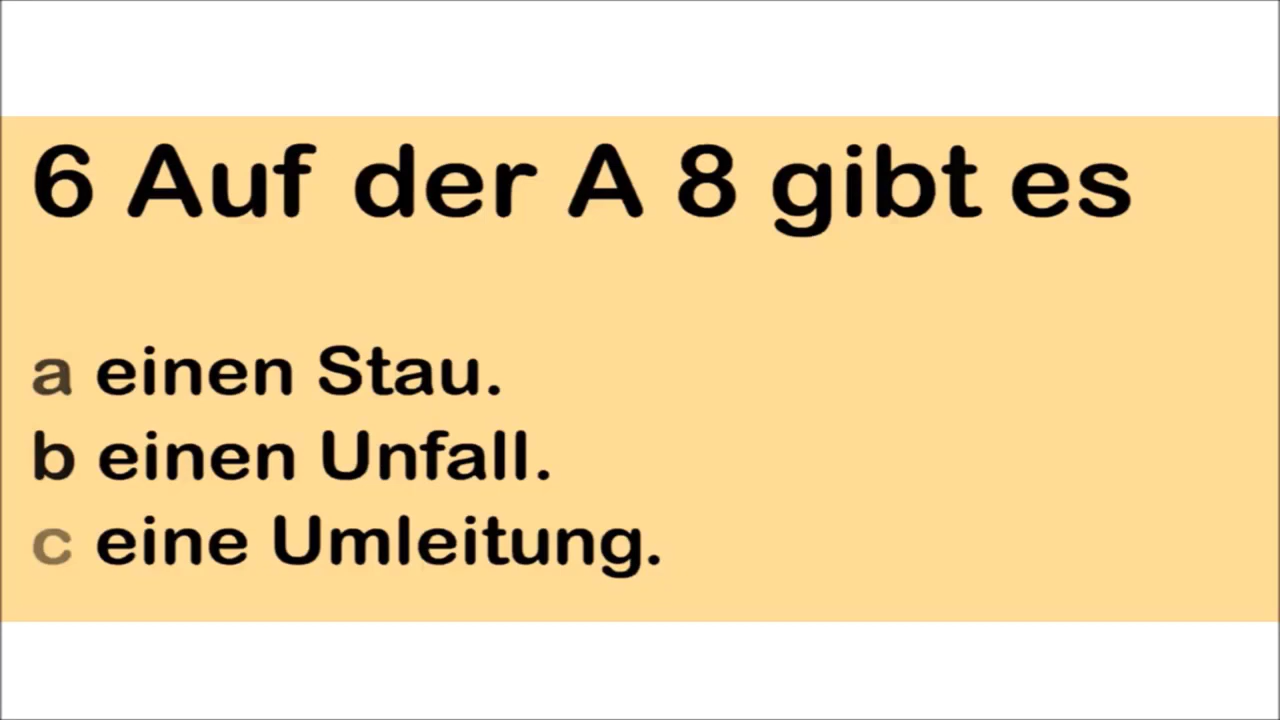 6 Auf der A 8 gibt es
a einen Stau.
b einen Unfall.
c eine Umleitung.